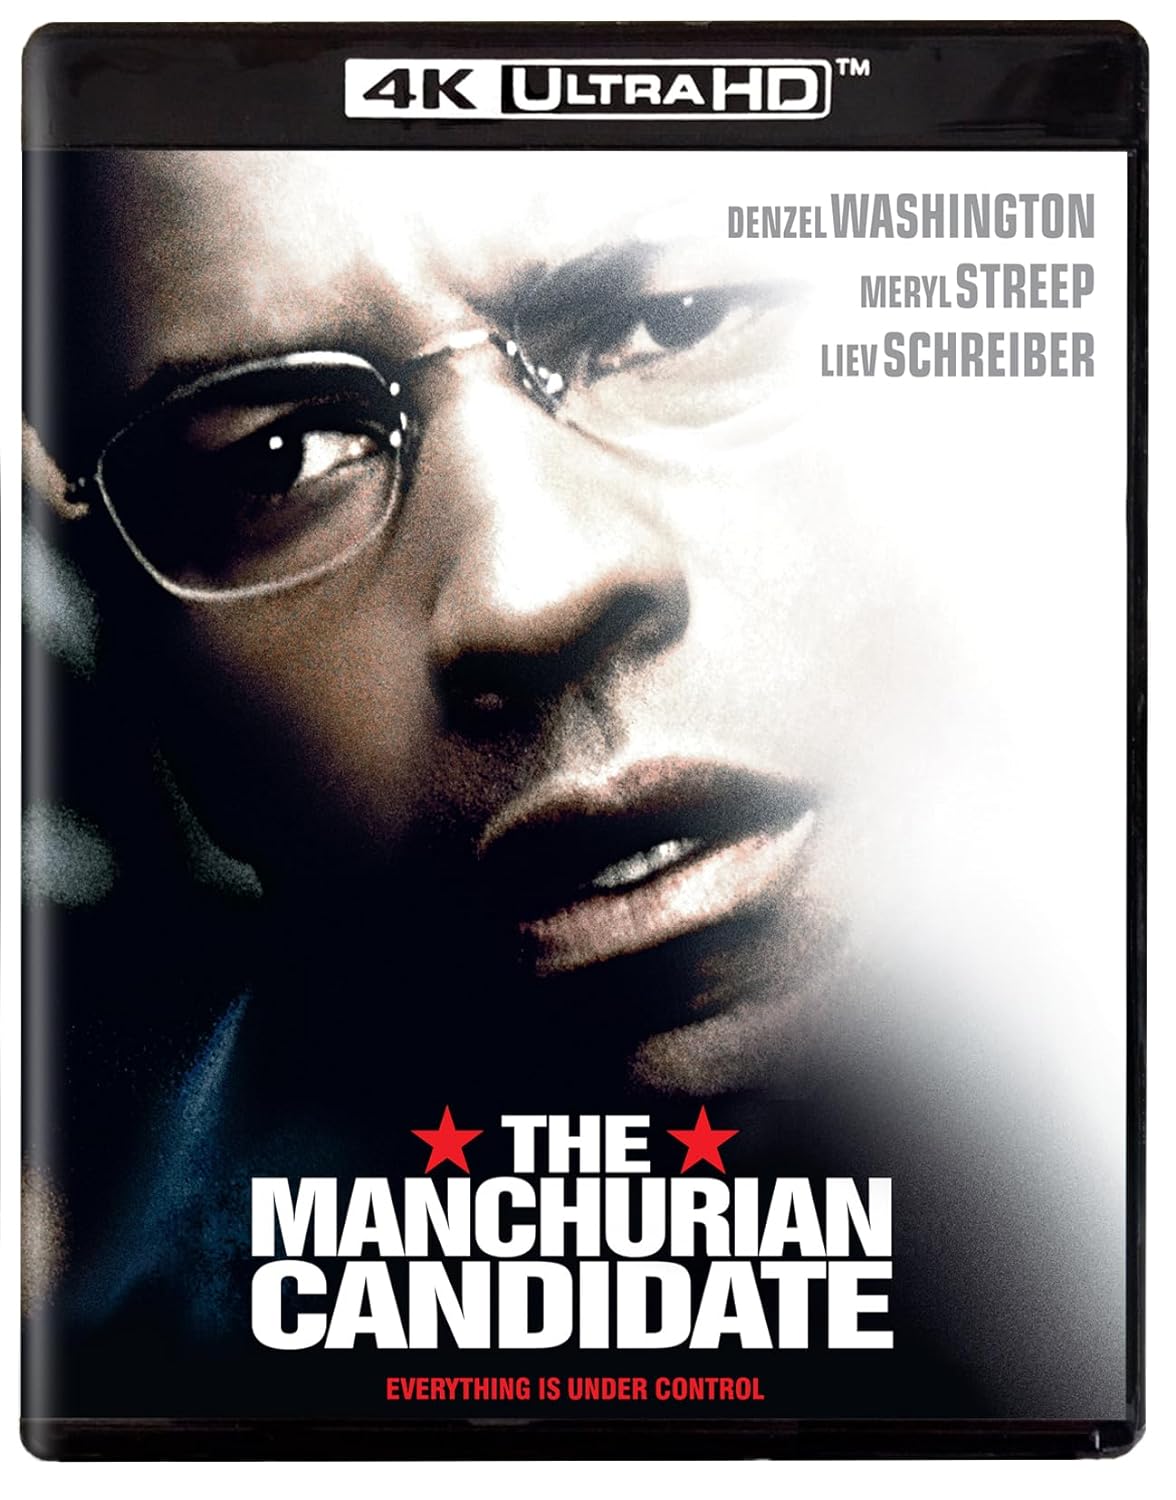 4K ULTRA HD™
DENZEL WASHINGTON
MERYL STREEP
LIEV SCHREIBER
★ THE ★
MANCHURIAN
CANDIDATE
EVERYTHING IS UNDER CONTROL